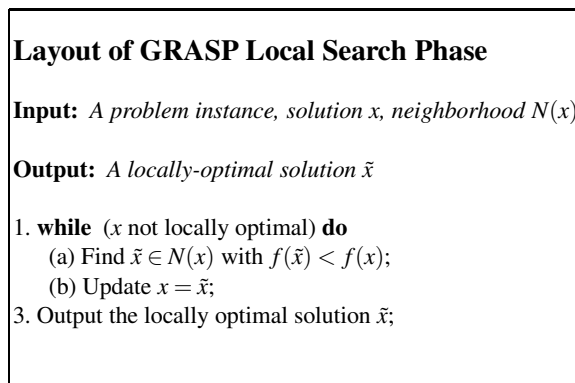 Layout of GRASP Local Search Phase
Input: A problem instance, solution x, neighborhood N(x)
Output: A locally-optimal solution x̃
1. while (x not locally optimal) do
(a) Find x̃ ∈ N(x) with f(x̃) < f(x);
(b) Update x = x̃;
3. Output the locally optimal solution x̃;